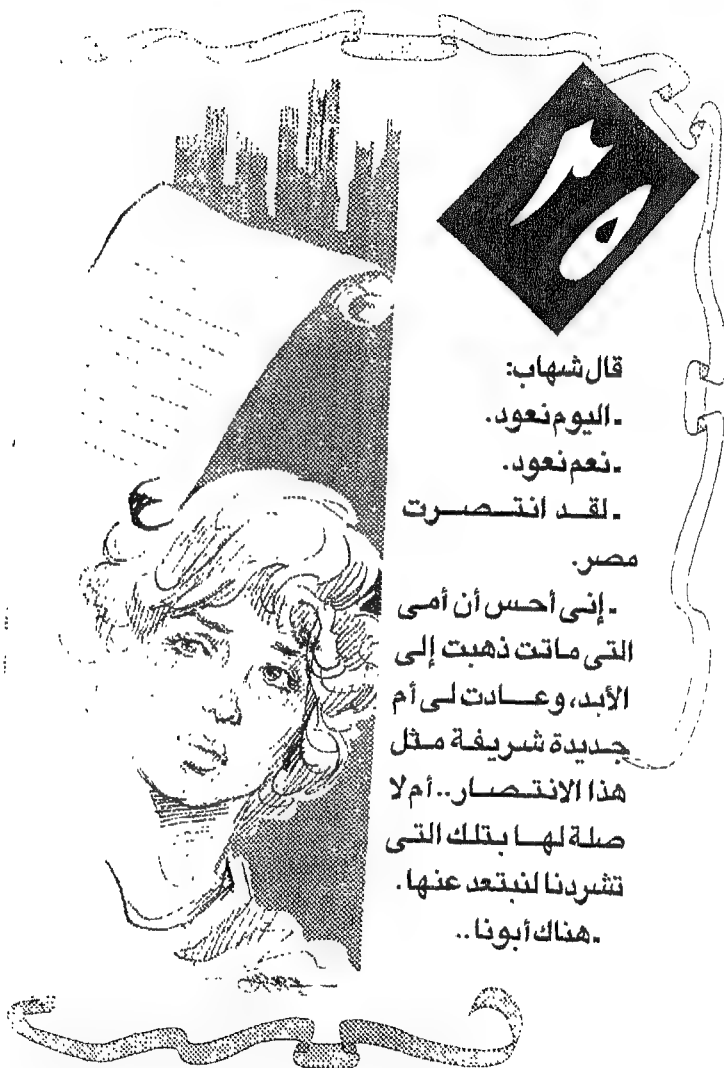 ٢٥
قال شهاب:
ـ اليوم نعود.
ـ نعم نعود.
ـ لقد انتصرت
مصر.
ـ إنى أحس أن أمى
التى ماتت ذهبت إلى
الأبد، وعادت لى أم
جديدة شريفة مثل
هذا الانتصار.. أم لا
صلة لها بتلك التى
تشردنا لنبتعد عنها.
ـ هناك أبونا..